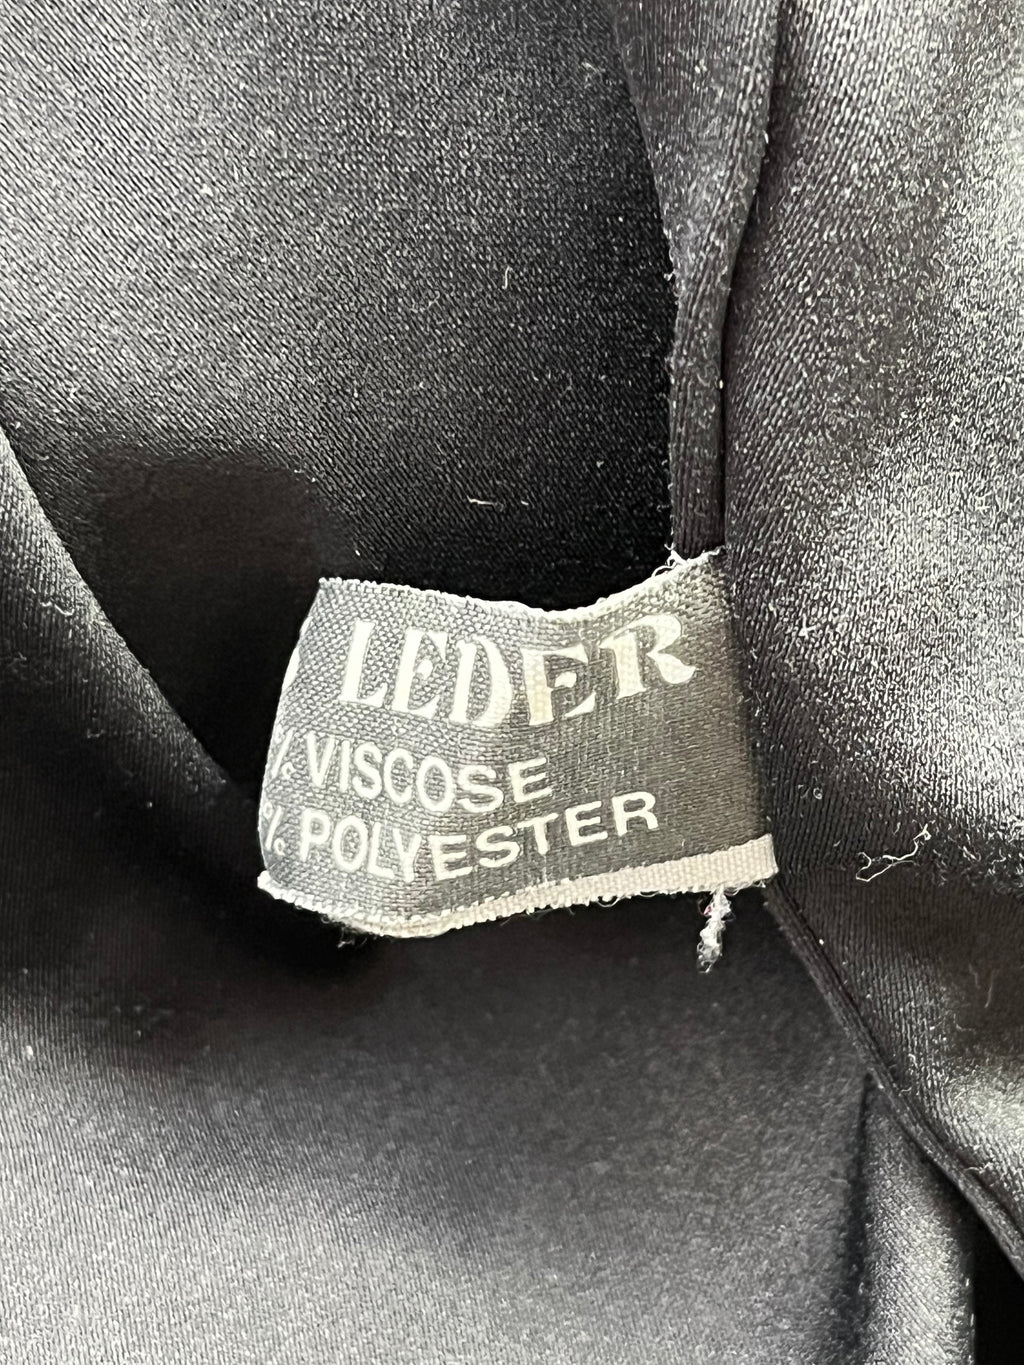 LEDER
% VISCOSE
% POLYESTER